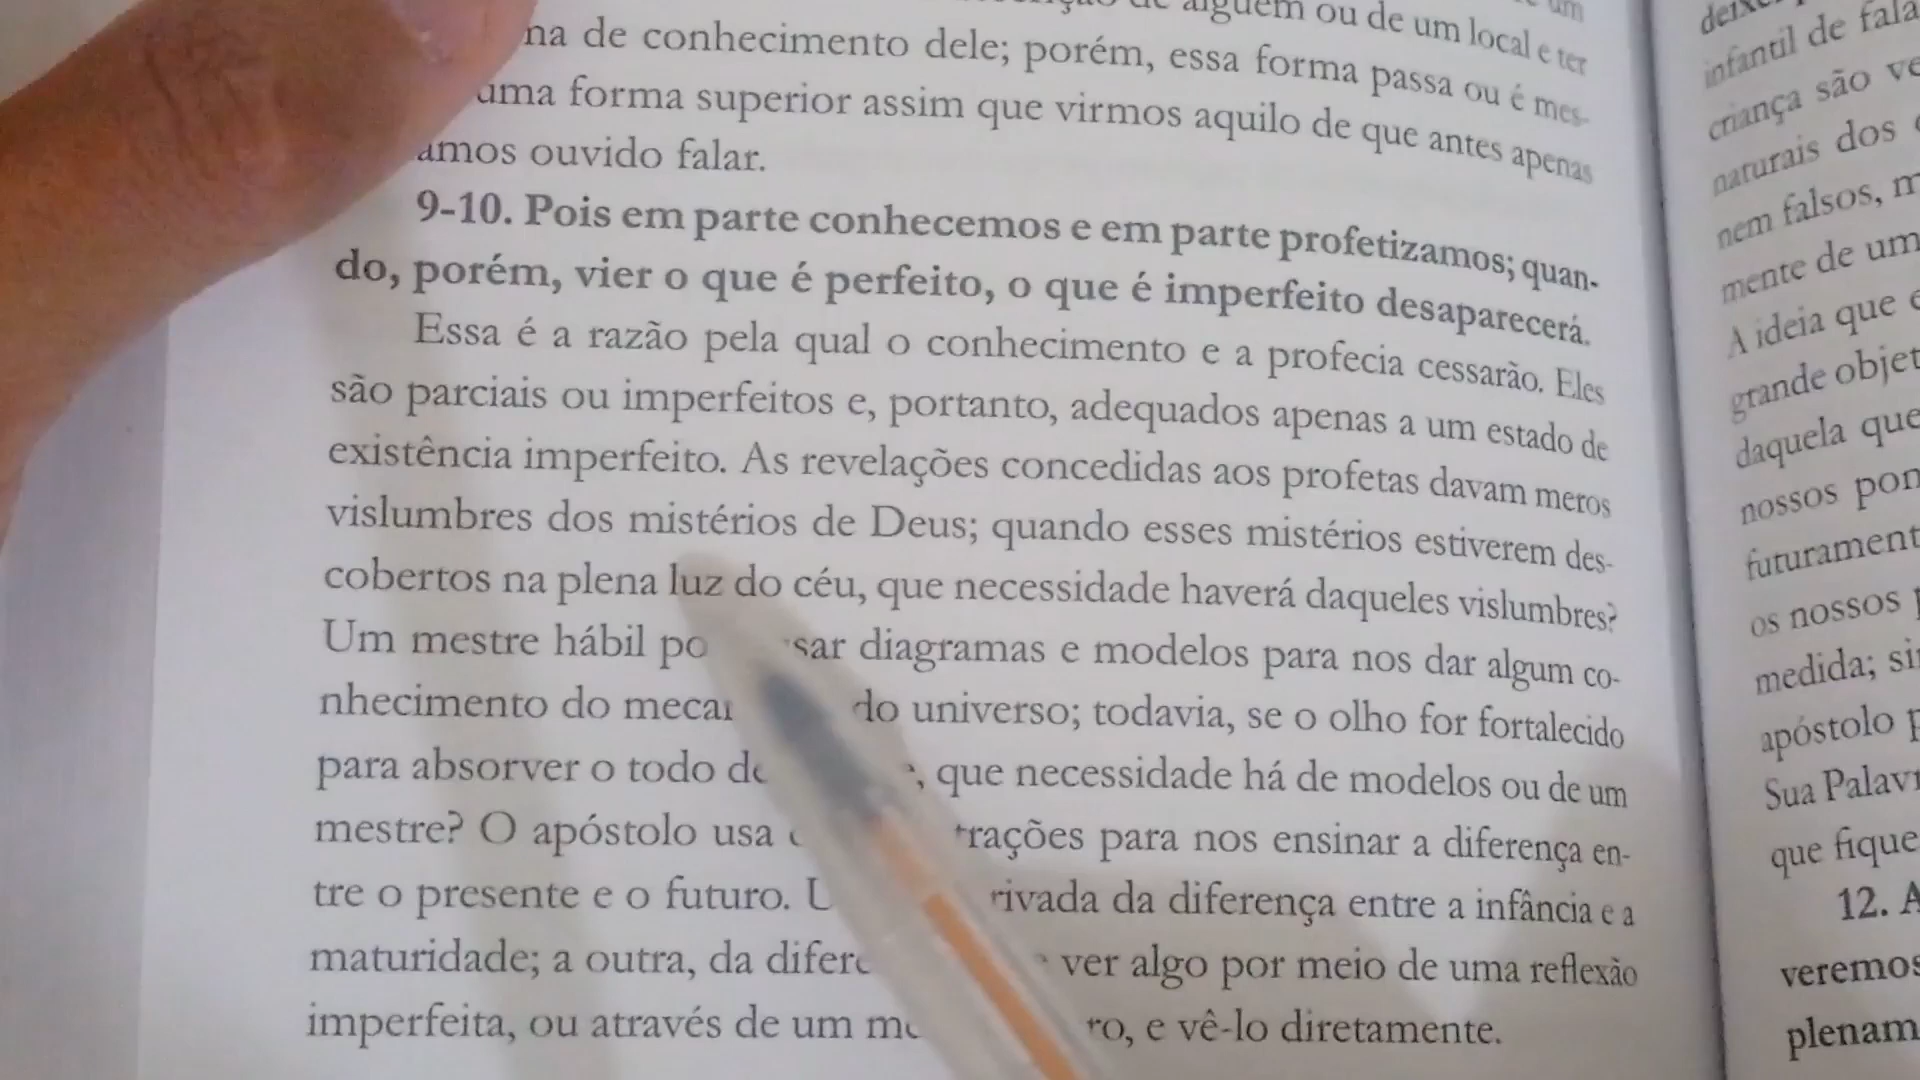 de alguém ou de um local e ter
na de conhecimento dele; porém, essa forma passa ou é mes-
uma forma superior assim que virmos aquilo de que antes apenas
amos ouvido falar.
9-10. Pois em parte conhecemos e em parte profetizamos; quan-
do, porém, vier o que é perfeito, o que é imperfeito desaparecerá.
Essa é a razão pela qual o conhecimento e a profecia cessarão. Eles
são parciais ou imperfeitos e, portanto, adequados apenas a um estado de
existência imperfeito. As revelações concedidas aos profetas davam meros
vislumbres dos mistérios de Deus; quando esses mistérios estiverem des-
cobertos na plena luz do céu, que necessidade haverá daqueles vislumbres?
Um mestre hábil po sar diagramas e modelos para nos dar algum co-
nhecimento do mecan do universo; todavia, se o olho for fortalecido
para absorver o todo de , que necessidade há de modelos ou de um
mestre? O apóstolo usa trações para nos ensinar a diferença en-
tre o presente e o futuro. U rivada da diferença entre a infância e a
maturidade; a outra, da difere ver algo por meio de uma reflexão
imperfeita, ou através de um me ro, e vê-lo diretamente.
infantil de fala
criança são ve
naturais dos
nem falsos, m
mente de um
A ideia que
grande objet
daquela que
nossos pon
futurament
os nossos p
medida; sin
apóstolo p
Sua Palav
que fique
12. A
veremos
plenam